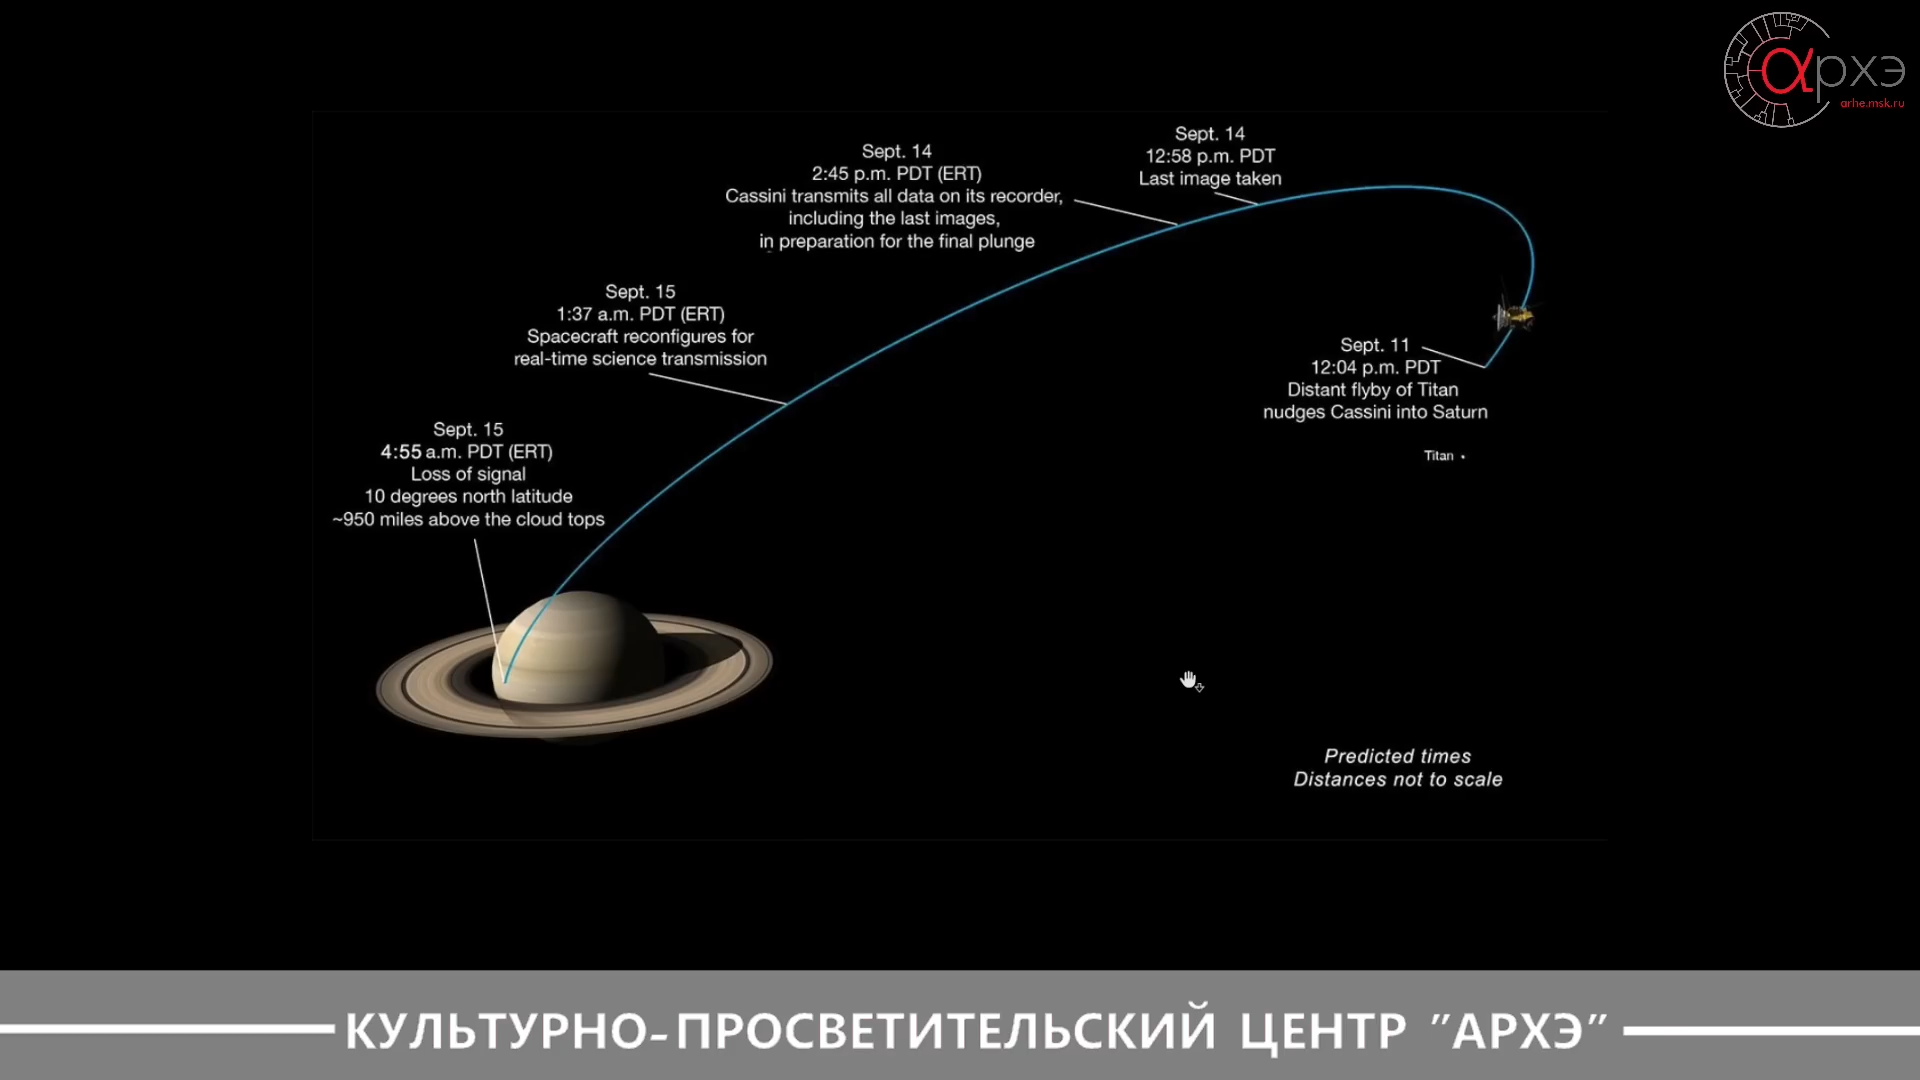 αрхэ
arhe.msk.ru
Sept. 14
12:58 p.m. PDT
Last image taken
Sept. 14
2:45 p.m. PDT (ERT)
Cassini transmits all data on its recorder,
including the last images,
in preparation for the final plunge
Sept. 15
1:37 a.m. PDT (ERT)
Spacecraft reconfigures for
real-time science transmission
Sept. 11
12:04 p.m. PDT
Distant flyby of Titan
nudges Cassini into Saturn
Titan
Sept. 15
4:55 a.m. PDT (ERT)
Loss of signal
10 degrees north latitude
~950 miles above the cloud tops
Predicted times
Distances not to scale
КУЛЬТУРНО-ПРОСВЕТИТЕЛЬСКИЙ ЦЕНТР "АРХЭ"